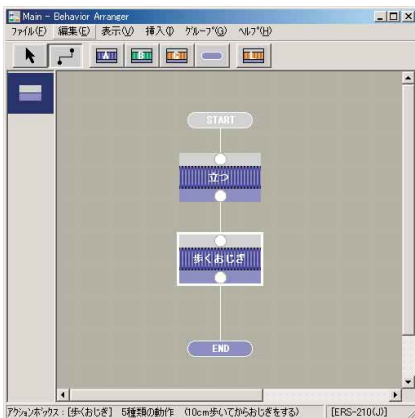 Main - Behavior Arranger
ファイル(F) 編集(E) 表示(V) 挿入(I) グループ(G) ヘルプ(H)
A B C E
START
立つ
歩くおじぎ
END
アクションボックス:[歩くおじぎ] 5種類の動作 (10cm歩いてからおじぎをする) [ERS-210(J)]